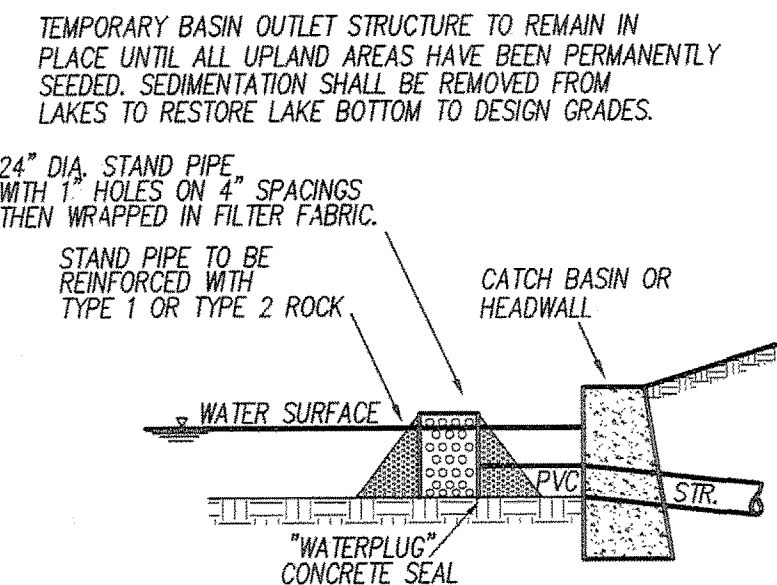 TEMPORARY BASIN OUTLET STRUCTURE TO REMAIN IN
PLACE UNTIL ALL UPLAND AREAS HAVE BEEN PERMANENTLY
SEEDED. SEDIMENTATION SHALL BE REMOVED FROM
LAKES TO RESTORE LAKE BOTTOM TO DESIGN GRADES.
24" DIA. STAND PIPE
WITH 1" HOLES ON 4" SPACINGS
THEN WRAPPED IN FILTER FABRIC.
STAND PIPE TO BE
REINFORCED WITH
TYPE 1 OR TYPE 2 ROCK
CATCH BASIN OR
HEADWALL
WATER SURFACE
PVC
STR.
"WATERPLUG"
CONCRETE SEAL